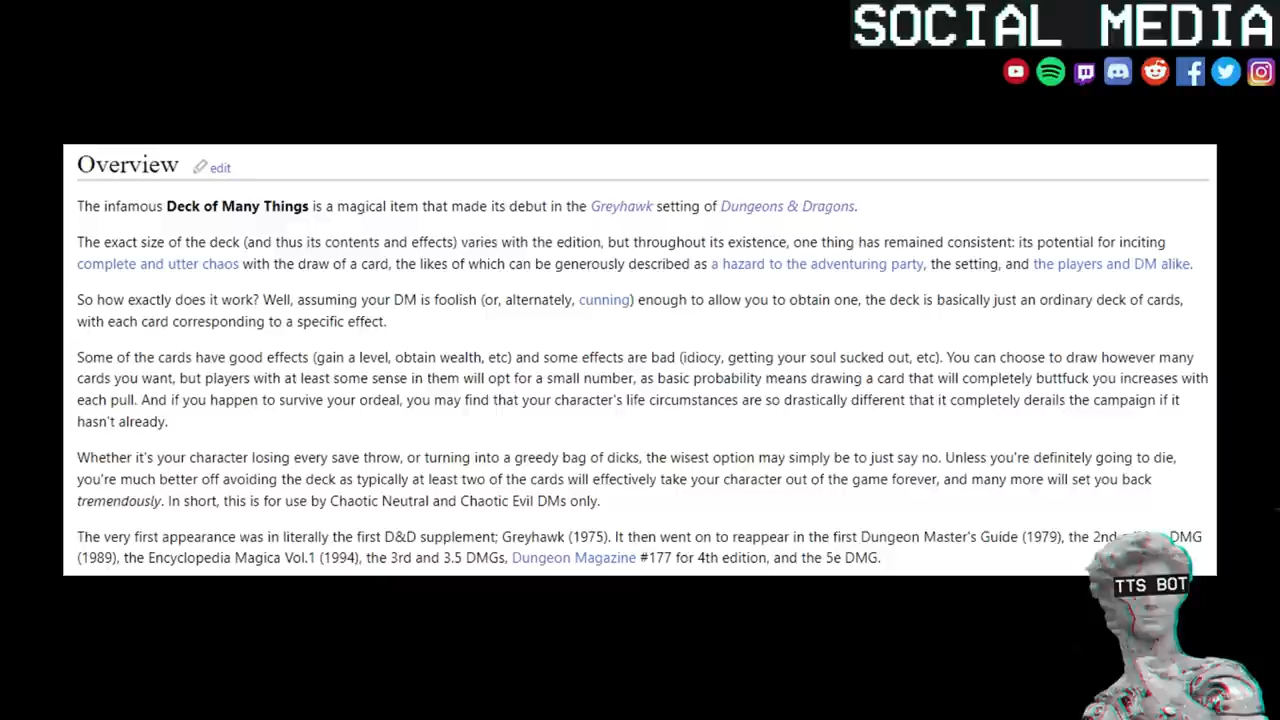 SOCIAL MEDIA
Overview edit
The infamous Deck of Many Things is a magical item that made its debut in the Greyhawk setting of Dungeons & Dragons.
The exact size of the deck (and thus its contents and effects) varies with the edition, but throughout its existence, one thing has remained consistent: its potential for inciting
complete and utter chaos with the draw of a card, the likes of which can be generously described as a hazard to the adventuring party, the setting, and the players and DM alike.
So how exactly does it work? Well, assuming your DM is foolish (or, alternately, cunning) enough to allow you to obtain one, the deck is basically just an ordinary deck of cards,
with each card corresponding to a specific effect.
Some of the cards have good effects (gain a level, obtain wealth, etc) and some effects are bad (idiocy, getting your soul sucked out, etc). You can choose to draw however many
cards you want, but players with at least some sense in them will opt for a small number, as basic probability means drawing a card that will completely buttfuck you increases with
each pull. And if you happen to survive your ordeal, you may find that your character's life circumstances are so drastically different that it completely derails the campaign if it
hasn't already.
Whether it's your character losing every save throw, or turning into a greedy bag of dicks, the wisest option may simply be to just say no. Unless you're definitely going to die,
you're much better off avoiding the deck as typically at least two of the cards will effectively take your character out of the game forever, and many more will set you back
tremendously. In short, this is for use by Chaotic Neutral and Chaotic Evil DMs only.
The very first appearance was in literally the first D&D supplement; Greyhawk (1975). It then went on to reappear in the first Dungeon Master's Guide (1979), the 2nd DMG
(1989), the Encyclopedia Magica Vol.1 (1994), the 3rd and 3.5 DMGs, Dungeon Magazine #177 for 4th edition, and the 5e DMG.
TTS BOT